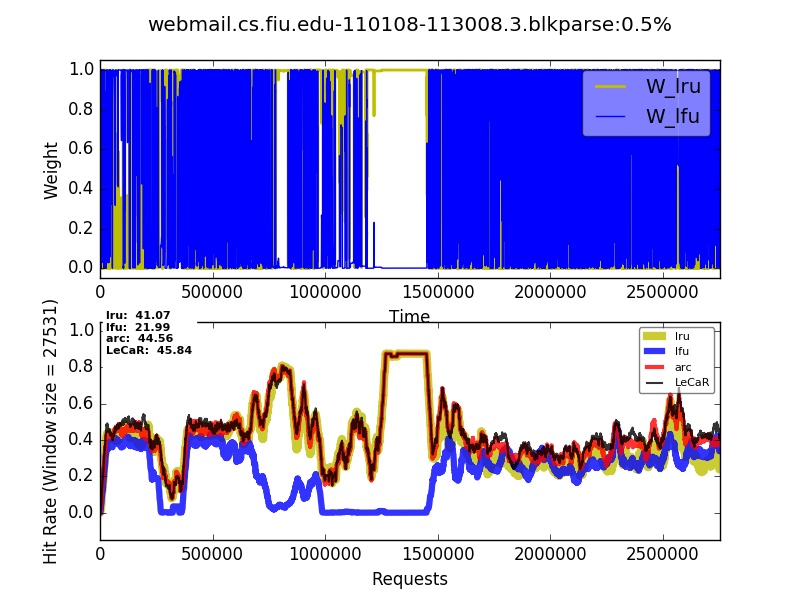 webmail.cs.fiu.edu-110108-113008.3.blkparse:0.5%
Weight
1.0
0.8
0.6
0.4
0.2
0.0
W_lru
W_lfu
0 500000 1000000 1500000 2000000 2500000
Time
Hit Rate (Window size = 27531)
lru: 41.07
lfu: 21.99
arc: 44.56
LeCaR: 45.84
1.0
0.8
0.6
0.4
0.2
0.0
lru
lfu
arc
LeCaR
0 500000 1000000 1500000 2000000 2500000
Requests